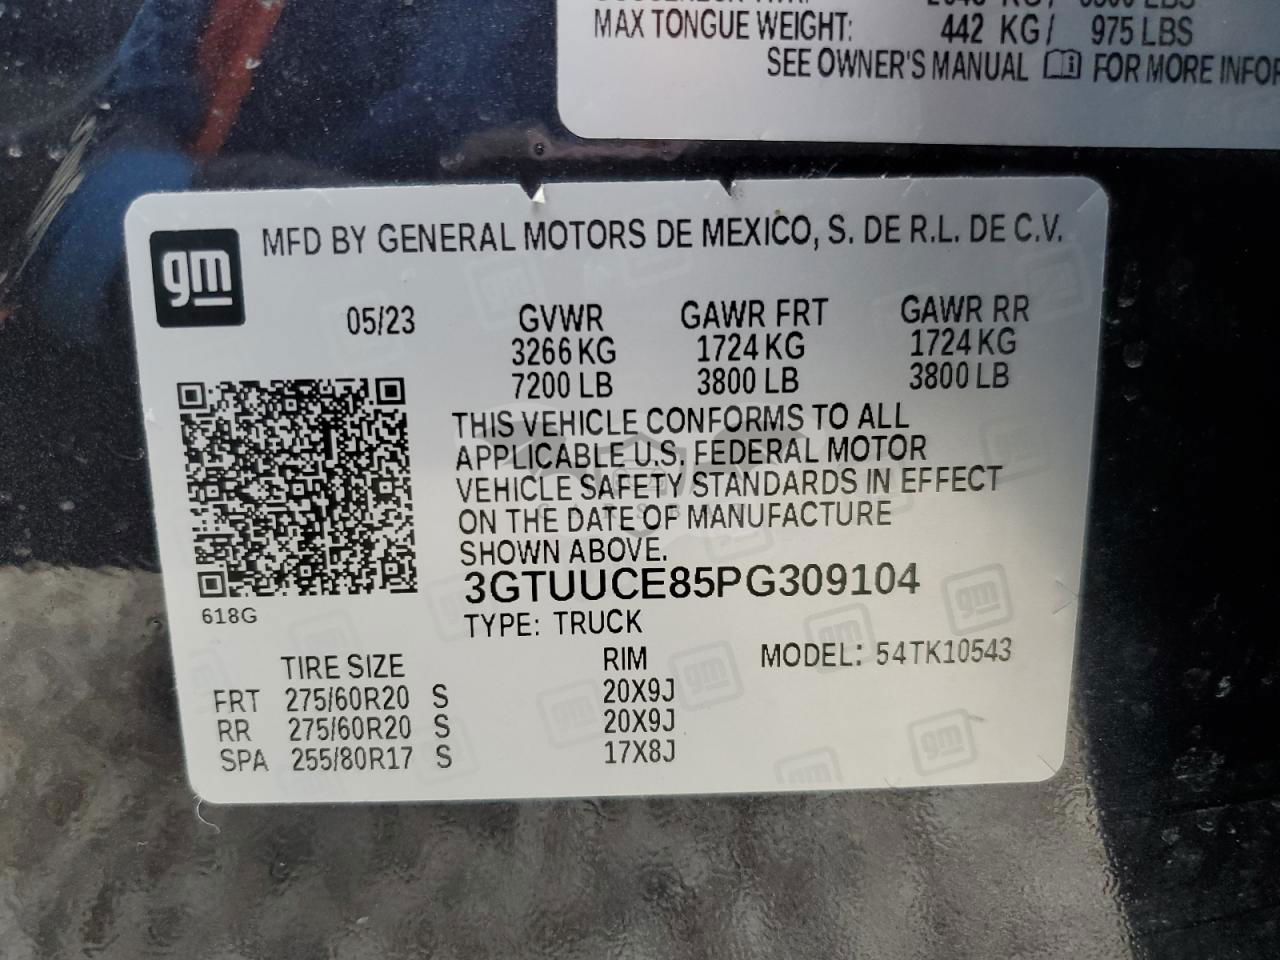 MAX TONGUE WEIGHT: 442 KG/ 975 LBS
SEE OWNER'S MANUAL FOR MORE INFOR
gm
MFD BY GENERAL MOTORS DE MEXICO, S. DE R.L. DE C.V.
05/23 GVWR GAWR FRT GAWR RR
3266 KG 1724 KG 1724 KG
7200 LB 3800 LB 3800 LB
THIS VEHICLE CONFORMS TO ALL
APPLICABLE U.S. FEDERAL MOTOR
VEHICLE SAFETY STANDARDS IN EFFECT
ON THE DATE OF MANUFACTURE
SHOWN ABOVE.
3GTUUCE85PG309104
618G
TYPE: TRUCK
TIRE SIZE RIM MODEL: 54TK10543
FRT 275/60R20 S 20X9J
RR 275/60R20 S 20X9J
SPA 255/80R17 S 17X8J